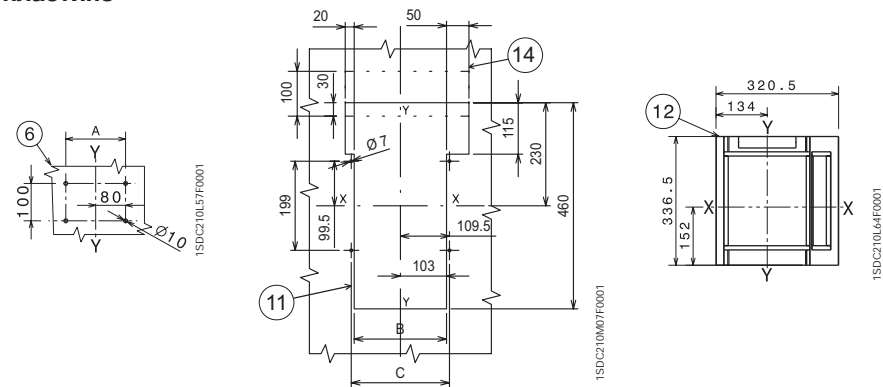 6
A
Y
100
80
Ø10
Y
1SDC210L57F0001
20
50
14
100
30
Y
115
230
Ø7
199
99.5
X
X
460
109.5
103
11
Y
B
C
1SDC210M07F0001
320.5
134
12
Y
336.5
X
X
152
Y
1SDC210L64F0001